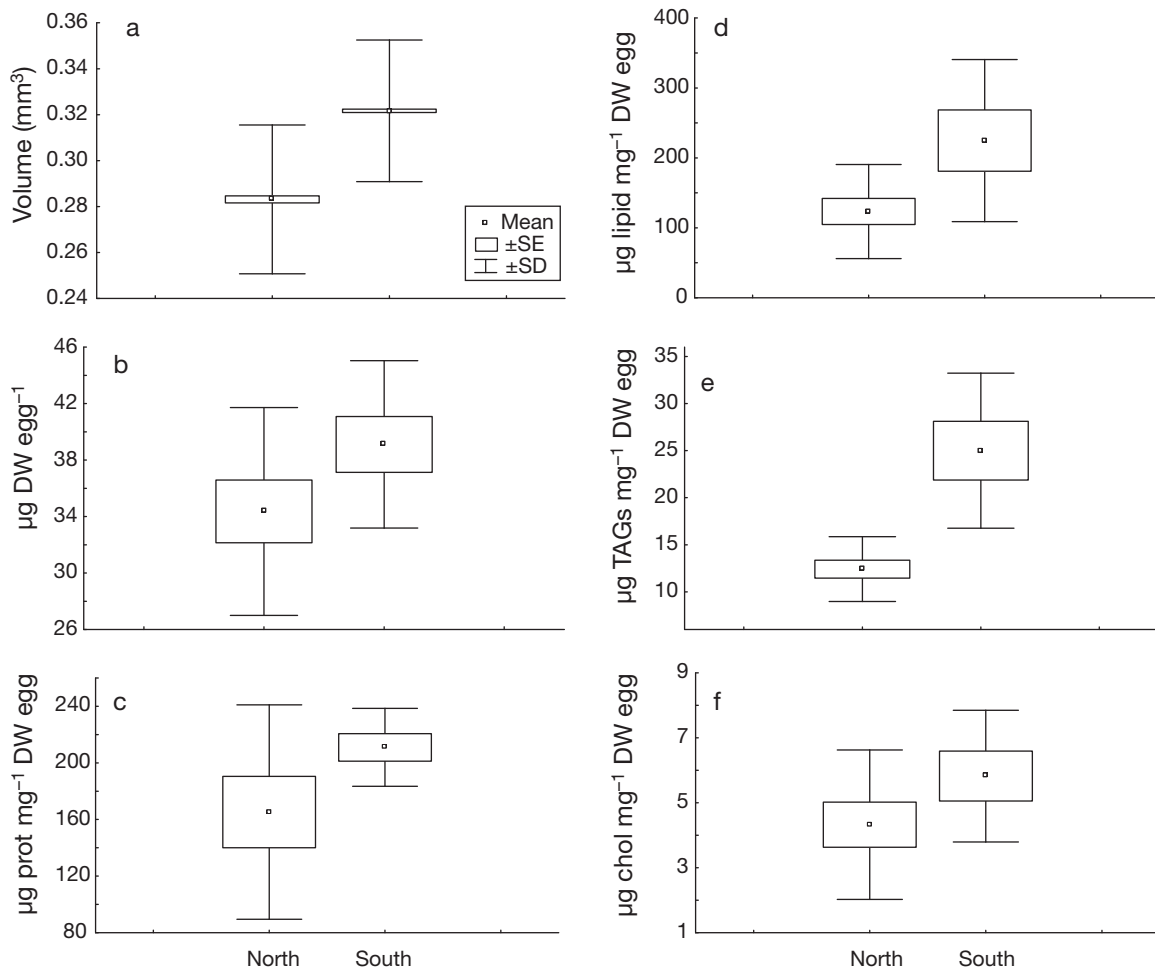 a
Volume (mm³)
0.36
0.34
0.32
0.30
0.28
0.26
0.24
Mean
±SE
±SD
b
µg DW egg⁻¹
46
42
38
34
30
26
c
µg prot mg⁻¹ DW egg
240
200
160
120
80
North South
d
µg lipid mg⁻¹ DW egg
400
300
200
100
0
e
µg TAGs mg⁻¹ DW egg
35
30
25
20
15
10
f
µg chol mg⁻¹ DW egg
9
7
5
3
1
North South